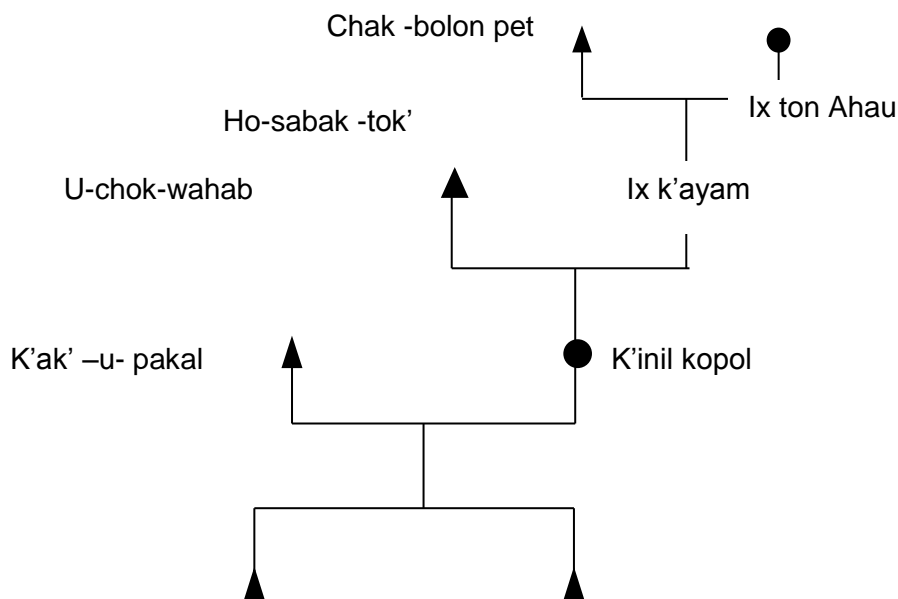 Chak -bolon pet
Ix ton Ahau
Ho-sabak -tok’
U-chok-wahab
Ix k’ayam
K’ak’ –u- pakal
K’inil kopol